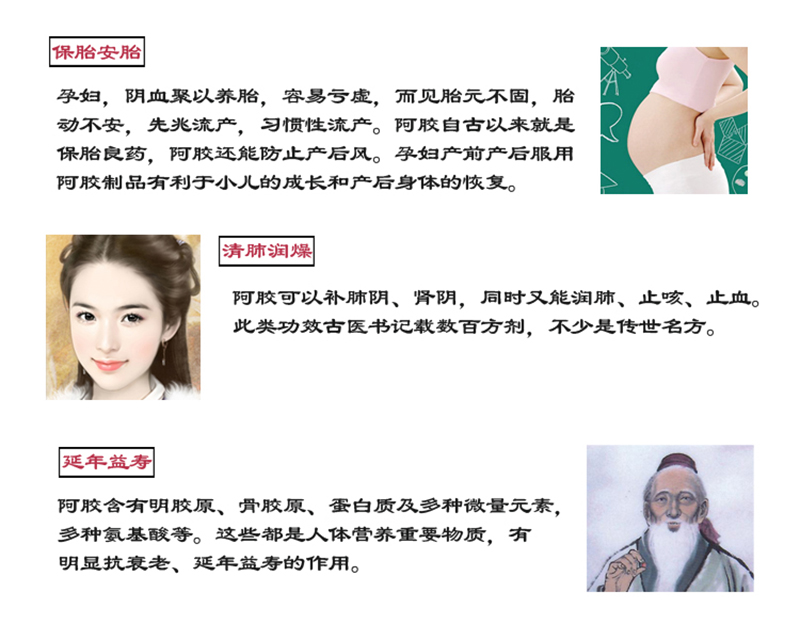 保胎安胎
孕妇，阴血聚以养胎，容易亏虚，而见胎元不固，胎
动不安，先兆流产，习惯性流产。阿胶自古以来就是
保胎良药，阿胶还能防止产后风。孕妇产前产后服用
阿胶制品有利于小儿的成长和产后身体的恢复。
清肺润燥
阿胶可以补肺阴、肾阴，同时又能润肺、止咳、止血。
此类功效古医书记载数百方剂，不少是传世名方。
延年益寿
阿胶含有明胶原、骨胶原、蛋白质及多种微量元素，
多种氨基酸等。这些都是人体营养重要物质，有
明显抗衰老、延年益寿的作用。